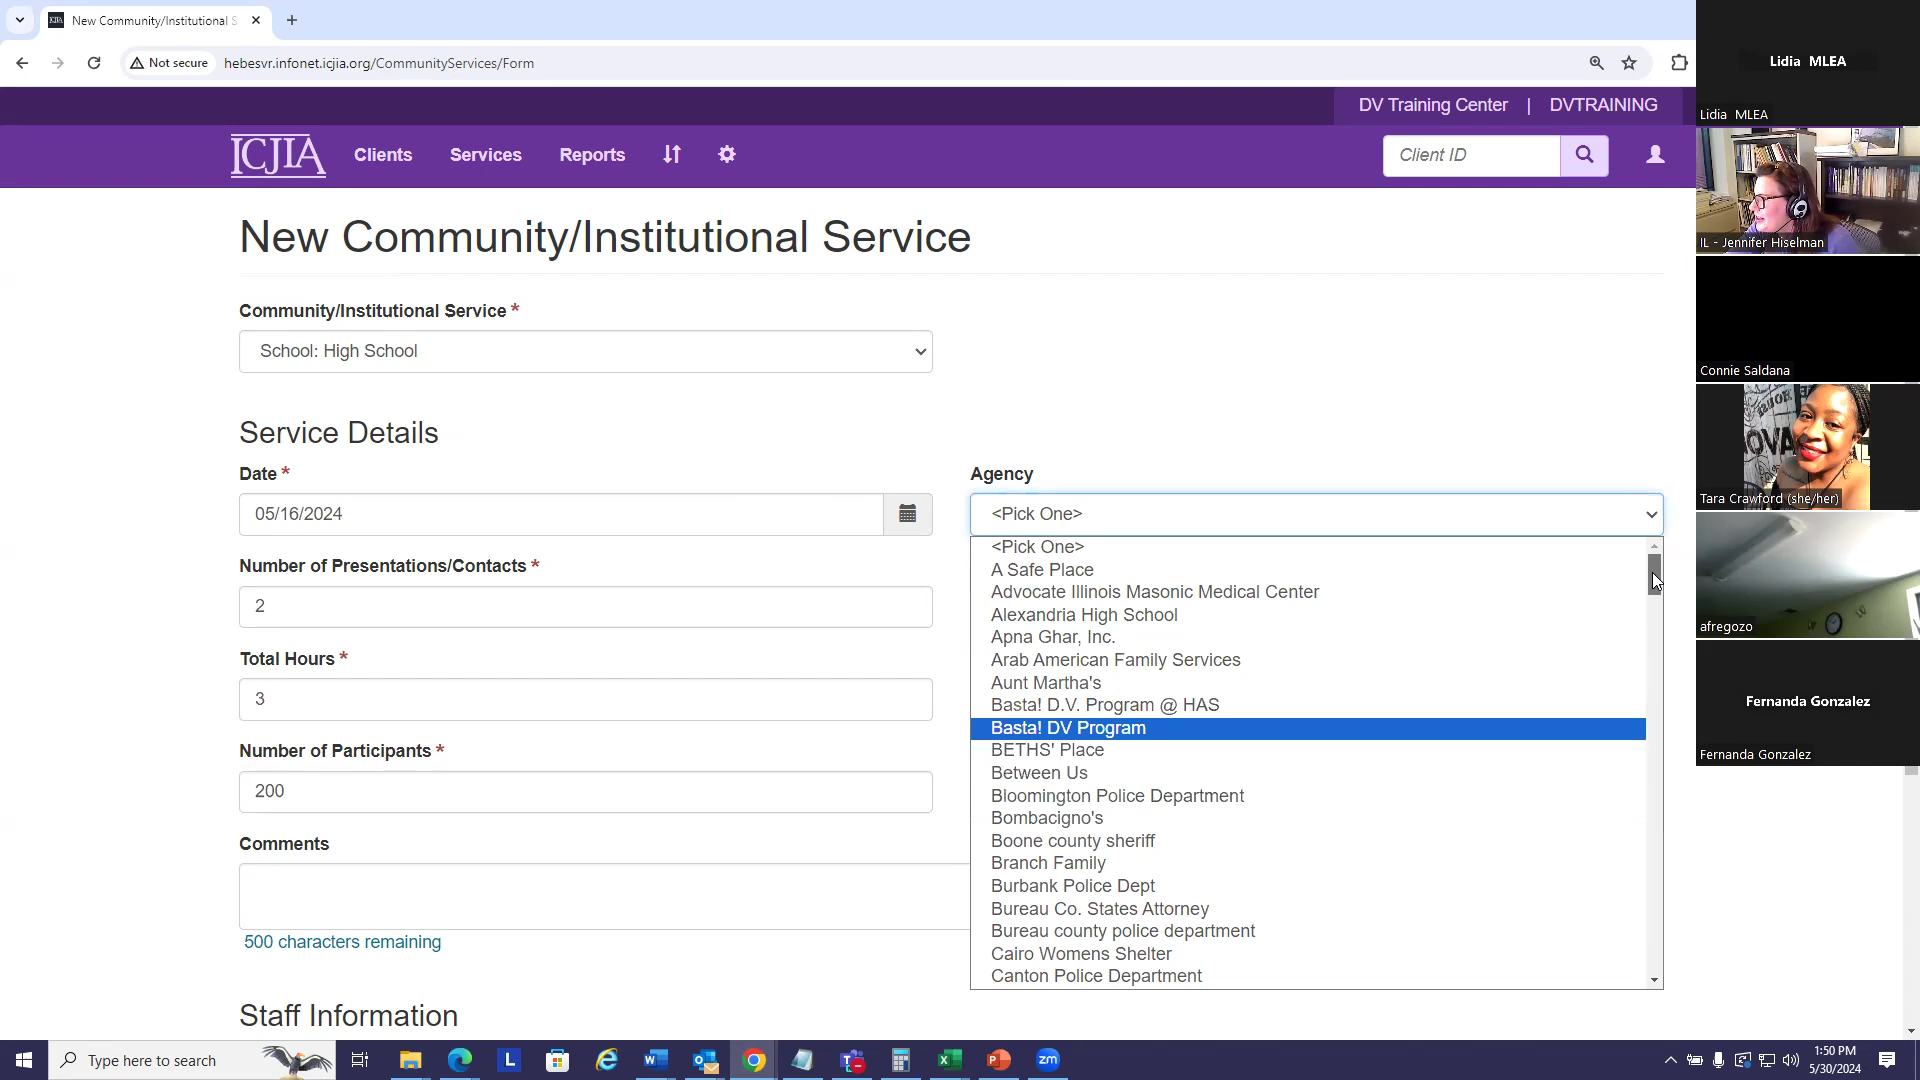 New Community/Institutional S
Not secure
hebesvr.infonet.icjia.org/CommunityServices/Form
DV Training Center | DVTRAINING
ICJIA
Clients
Services
Reports
Client ID
New Community/Institutional Service
Community/Institutional Service *
School: High School
Service Details
Date *
05/16/2024
Number of Presentations/Contacts *
2
Total Hours *
3
Number of Participants *
200
Comments
500 characters remaining
Staff Information
Agency
<Pick One>
<Pick One>
A Safe Place
Advocate Illinois Masonic Medical Center
Alexandria High School
Apna Ghar, Inc.
Arab American Family Services
Aunt Martha's
Basta! D.V. Program @ HAS
Basta! DV Program
BETHS' Place
Between Us
Bloomington Police Department
Bombacigno's
Boone county sheriff
Branch Family
Burbank Police Dept
Bureau Co. States Attorney
Bureau county police department
Cairo Womens Shelter
Canton Police Department
Lidia MLEA
Lidia MLEA
IL - Jennifer Hiselman
Connie Saldana
Tara Crawford (she/her)
afregozo
Fernanda Gonzalez
Fernanda Gonzalez
Type here to search
1:50 PM
5/30/2024